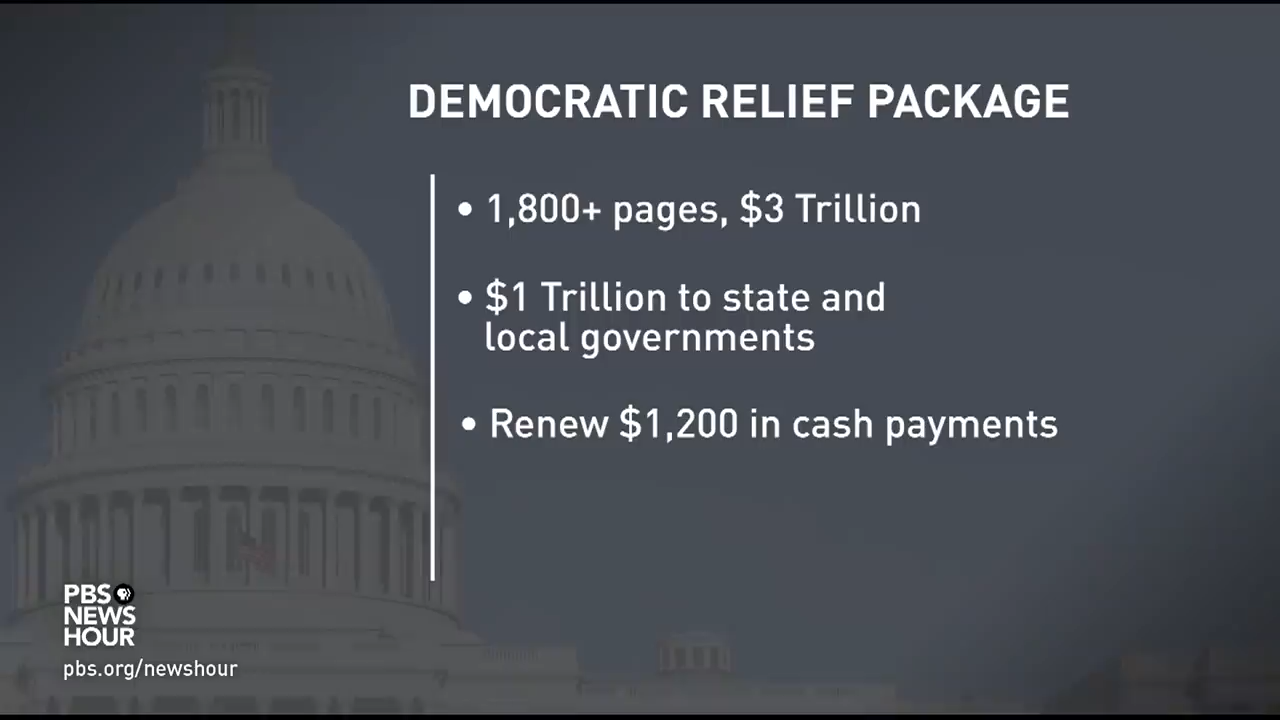 DEMOCRATIC RELIEF PACKAGE
• 1,800+ pages, $3 Trillion
• $1 Trillion to state and
local governments
• Renew $1,200 in cash payments
PBS
NEWS
HOUR
pbs.org/newshour